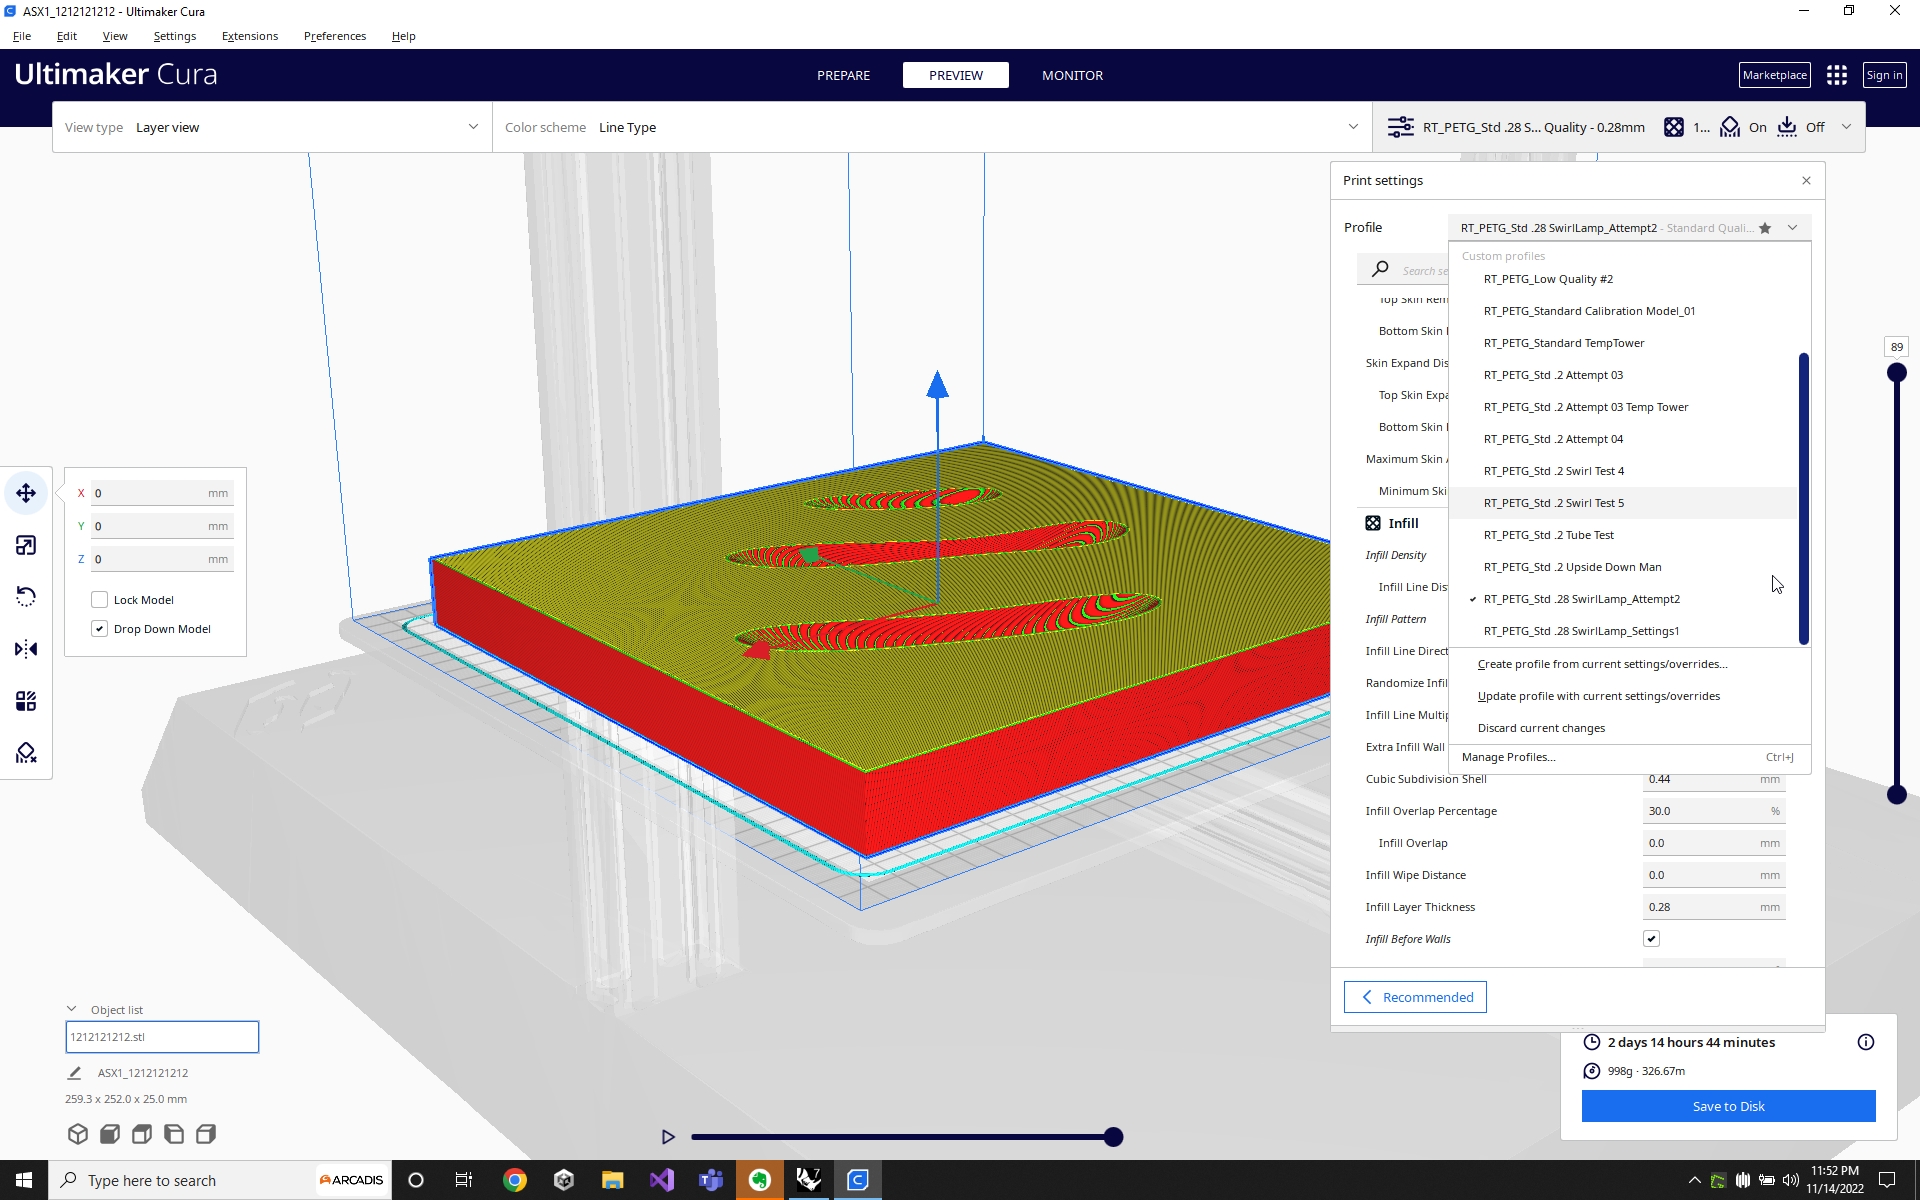 ASX1_1212121212 - Ultimaker Cura
File Edit View Settings Extensions Preferences Help
Ultimaker Cura
PREPARE PREVIEW MONITOR
Marketplace Sign in
View type Layer view
Color scheme Line Type
RT_PETG_Std .28 S... Quality - 0.28mm 1... On Off
Print settings
Profile
RT_PETG_Std .28 SwirlLamp_Attempt2 - Standard Quali...
Custom profiles
Search se
RT_PETG_Low Quality #2
Top Skin Rem
RT_PETG_Standard Calibration Model_01
Bottom Skin
RT_PETG_Standard TempTower
Skin Expand Dis
RT_PETG_Std .2 Attempt 03
Top Skin Expa
RT_PETG_Std .2 Attempt 03 Temp Tower
Bottom Skin
RT_PETG_Std .2 Attempt 04
Maximum Skin
RT_PETG_Std .2 Swirl Test 4
Minimum Ski
RT_PETG_Std .2 Swirl Test 5
Infill
RT_PETG_Std .2 Tube Test
Infill Density
RT_PETG_Std .2 Upside Down Man
Infill Line Dis
RT_PETG_Std .28 SwirlLamp_Attempt2
Infill Pattern
RT_PETG_Std .28 SwirlLamp_Settings1
Infill Line Direct
Create profile from current settings/overrides...
Randomize Infil
Update profile with current settings/overrides
Infill Line Multip
Discard current changes
Extra Infill Wall
Manage Profiles... Ctrl+J
Cubic Subdivision Shell 0.44 mm
Infill Overlap Percentage 30.0 %
Infill Overlap 0.0 mm
Infill Wipe Distance 0.0 mm
Infill Layer Thickness 0.28 mm
Infill Before Walls
Recommended
89
X 0 mm
Y 0 mm
Z 0 mm
Lock Model
Drop Down Model
Object list
1212121212.stl
ASX1_1212121212
259.3 x 252.0 x 25.0 mm
2 days 14 hours 44 minutes
998g · 326.67m
Save to Disk
Type here to search
ARCADIS
11:52 PM
11/14/2022